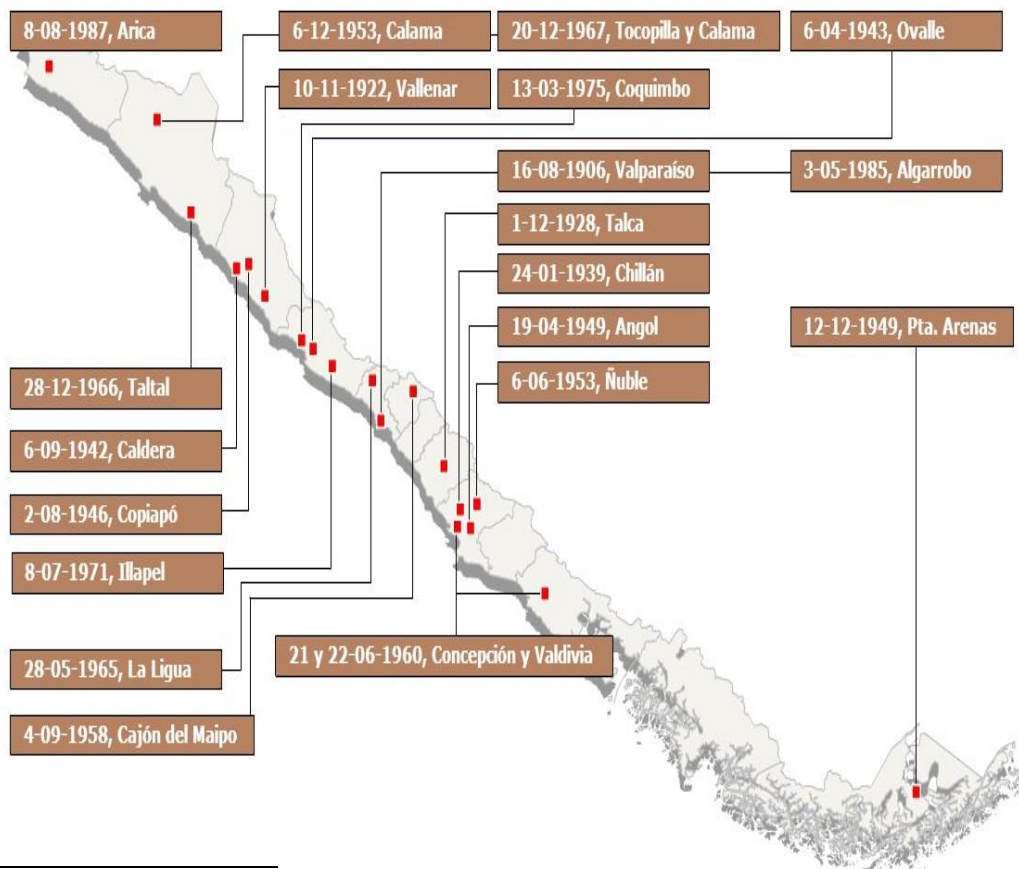 8-08-1987, Arica
6-12-1953, Calama
20-12-1967, Tocopilla y Calama
6-04-1943, Ovalle
10-11-1922, Vallenar
13-03-1975, Coquimbo
16-08-1906, Valparaíso
3-05-1985, Algarrobo
1-12-1928, Talca
24-01-1939, Chillán
19-04-1949, Angol
12-12-1949, Pta. Arenas
6-06-1953, Ñuble
28-12-1966, Taltal
6-09-1942, Caldera
2-08-1946, Copiapó
8-07-1971, Illapel
21 y 22-06-1960, Concepción y Valdivia
28-05-1965, La Ligua
4-09-1958, Cajón del Maipo